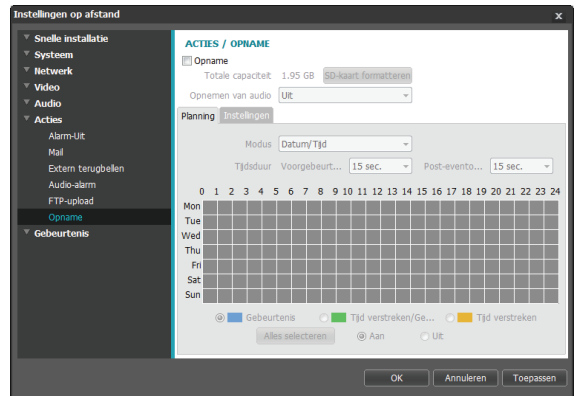 Instellingen op afstand x
Snelle installatie
Systeem
Netwerk
Video
Audio
Acties
Alarm-Uit
Mail
Extern terugbellen
Audio-alarm
FTP-upload
Opname
Gebeurtenis
ACTIES / OPNAME
Opname
Totale capaciteit 1.95 GB SD-kaart formatteren
Opnemen van audio Uit
Planning Instellingen
Modus Datum/Tijd
Tijdsduur Voorgebeurt... 15 sec. Post-evento... 15 sec.
0 1 2 3 4 5 6 7 8 9 10 11 12 13 14 15 16 17 18 19 20 21 22 23 24
Mon
Tue
Wed
Thu
Fri
Sat
Sun
Gebeurtenis Tijd verstreken/Ge... Tijd verstreken
Alles selecteren Aan Uit
OK Annuleren Toepassen